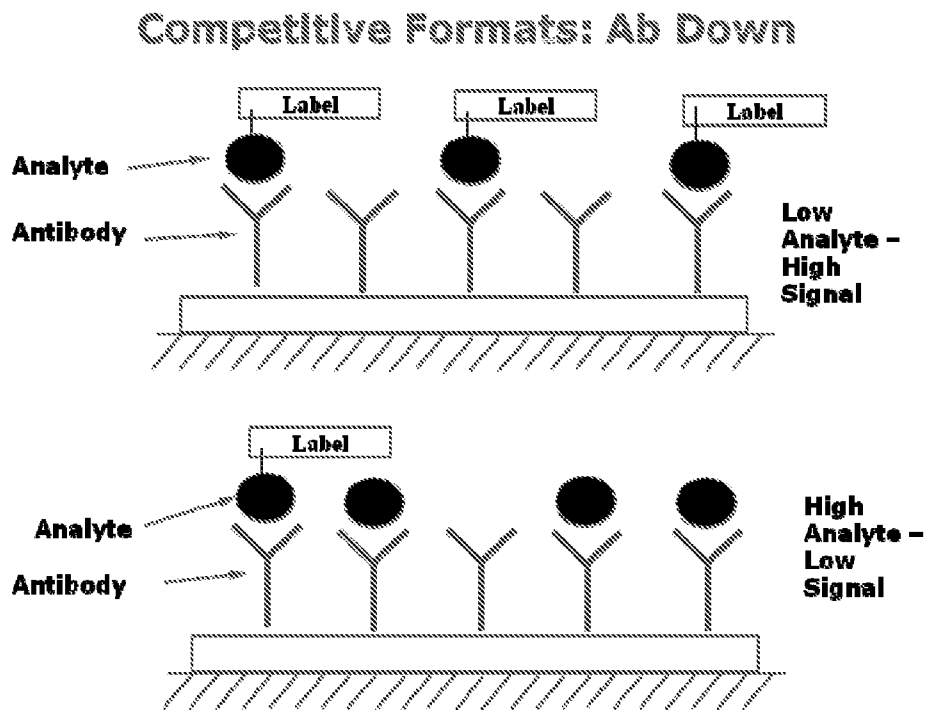 Competitive Formats: Ab Down
Label
Label
Label
Analyte
Antibody
Low
Analyte –
High
Signal
Label
Analyte
Antibody
High
Analyte –
Low
Signal